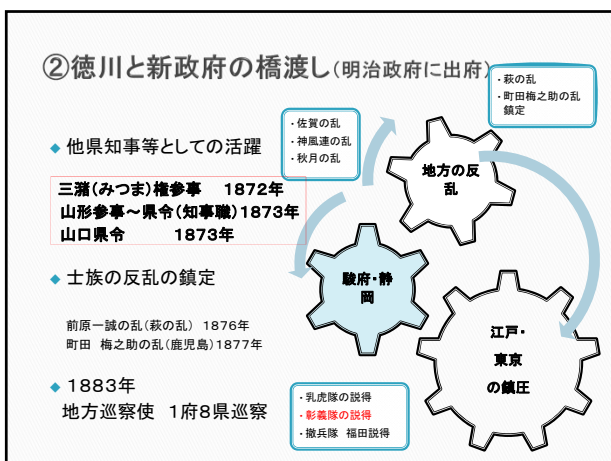 ②徳川と新政府の橋渡し(明治政府に出府)
・萩の乱
・町田梅之助の乱
鎮定
・佐賀の乱
・神風連の乱
・秋月の乱
◆ 他県知事等としての活躍
地方の反
乱
三潴(みつま)権参事 1872年
山形参事~県令(知事職)1873年
山口県令 1873年
◆ 士族の反乱の鎮定
駿府・静
岡
前原一誠の乱(萩の乱) 1876年
町田 梅之助の乱(鹿児島)1877年
江戸・
東京
の鎮圧
◆ 1883年
地方巡察使 1府8県巡察
・乳虎隊の説得
・彰義隊の説得
・撤兵隊 福田説得